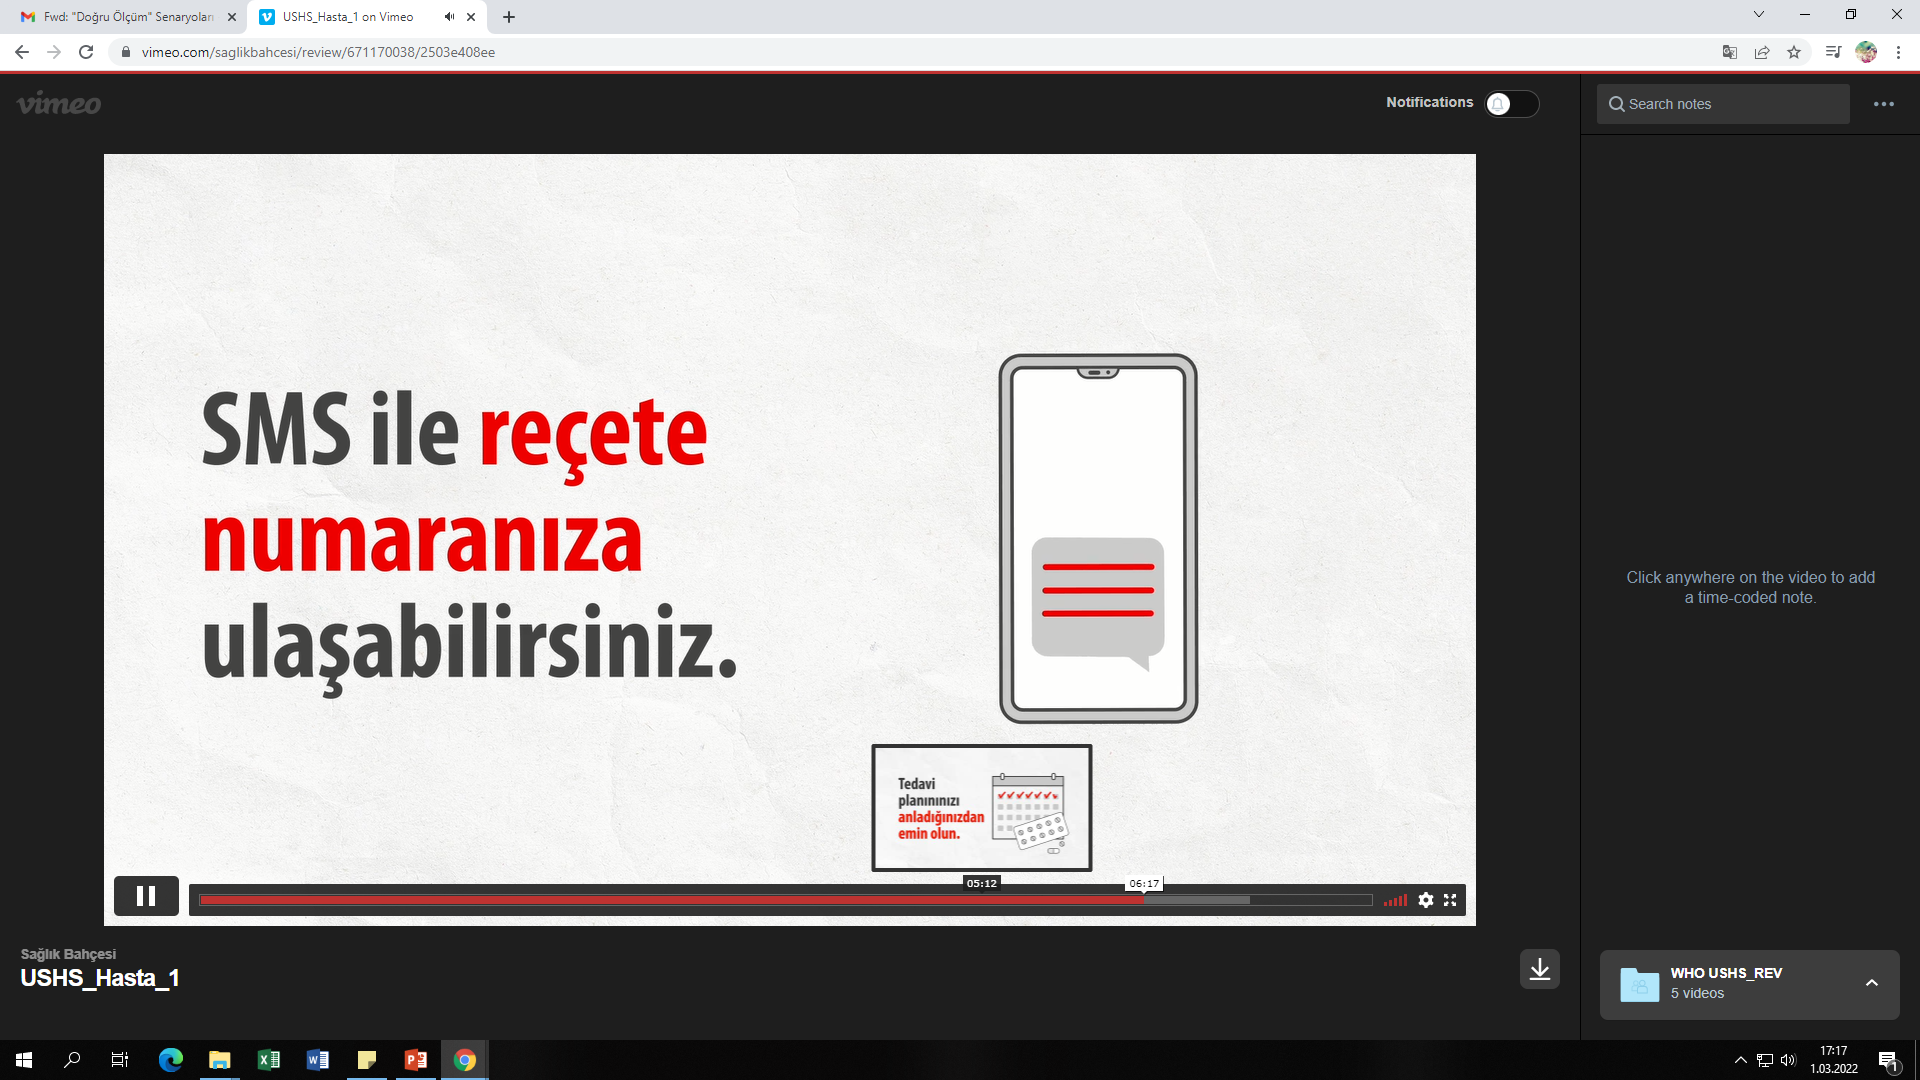 Fwd: "Doğru Ölçüm" Senaryoları
USHS_Hasta_1 on Vimeo
vimeo.com/saglikbahcesi/review/671170038/2503e408ee
vimeo
Notifications
Search notes
SMS ile reçete
numaranıza
ulaşabilirsiniz.
Tedavi
planınınızı
anladığınızdan
emin olun.
05:12
06:17
Click anywhere on the video to add
a time-coded note.
Sağlık Bahçesi
USHS_Hasta_1
WHO USHS_REV
5 videos
17:17
1.03.2022
1